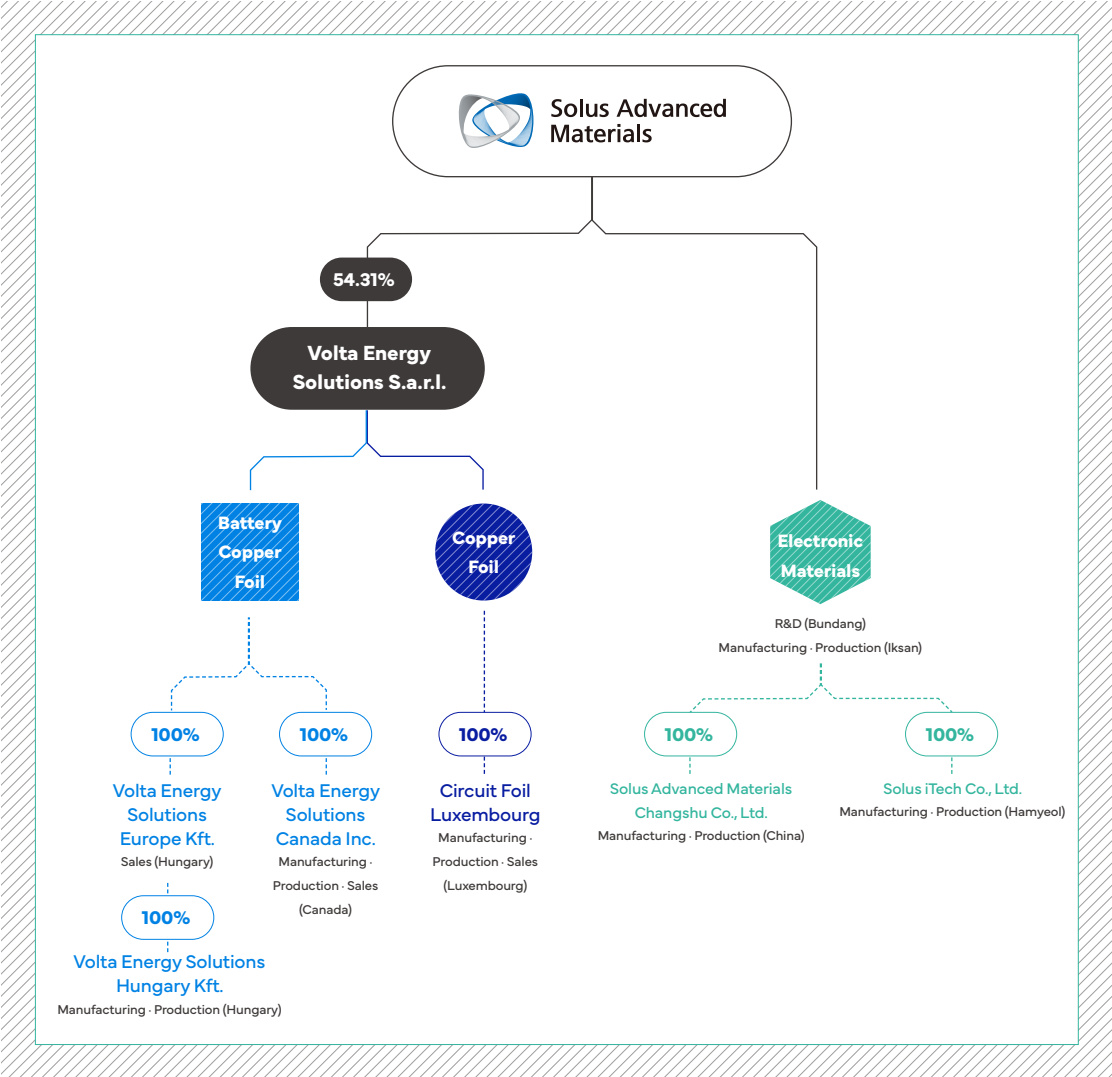 Solus Advanced
Materials
54.31%
Volta Energy
Solutions S.a.r.l.
Battery
Copper
Foil
Copper
Foil
Electronic
Materials
R&D (Bundang)
Manufacturing · Production (Iksan)
100%
Volta Energy
Solutions
Europe Kft.
Sales (Hungary)
100%
Volta Energy Solutions
Hungary Kft.
Manufacturing · Production (Hungary)
100%
Volta Energy
Solutions
Canada Inc.
Manufacturing ·
Production · Sales
(Canada)
100%
Circuit Foil
Luxembourg
Manufacturing ·
Production · Sales
(Luxembourg)
100%
Solus Advanced Materials
Changshu Co., Ltd.
Manufacturing · Production (China)
100%
Solus iTech Co., Ltd.
Manufacturing · Production (Hamyeol)